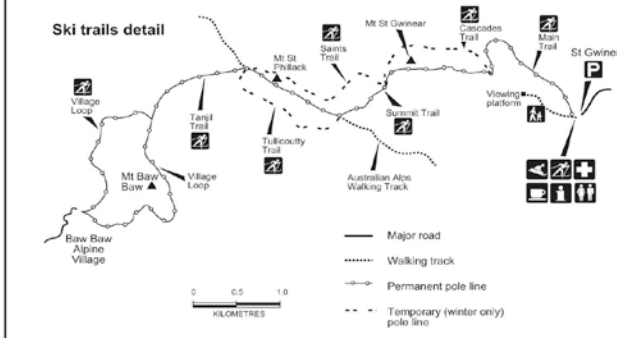 Ski trails detail
Mt St Gwinear
Cascades
Trail
Main
Trail
St Gwinear
P
Saints
Trail
Mt St
Phillack
Village
Loop
Viewing
platform
Tanjil
Trail
Summit Trail
Tullicoutty
Trail
Mt Baw
Baw
Village
Loop
Australian Alps
Walking Track
i
Baw Baw
Alpine
Village
Major road
Walking track
0 0.5 1.0
KILOMETRES
Permanent pole line
Temporary (winter only)
pole line